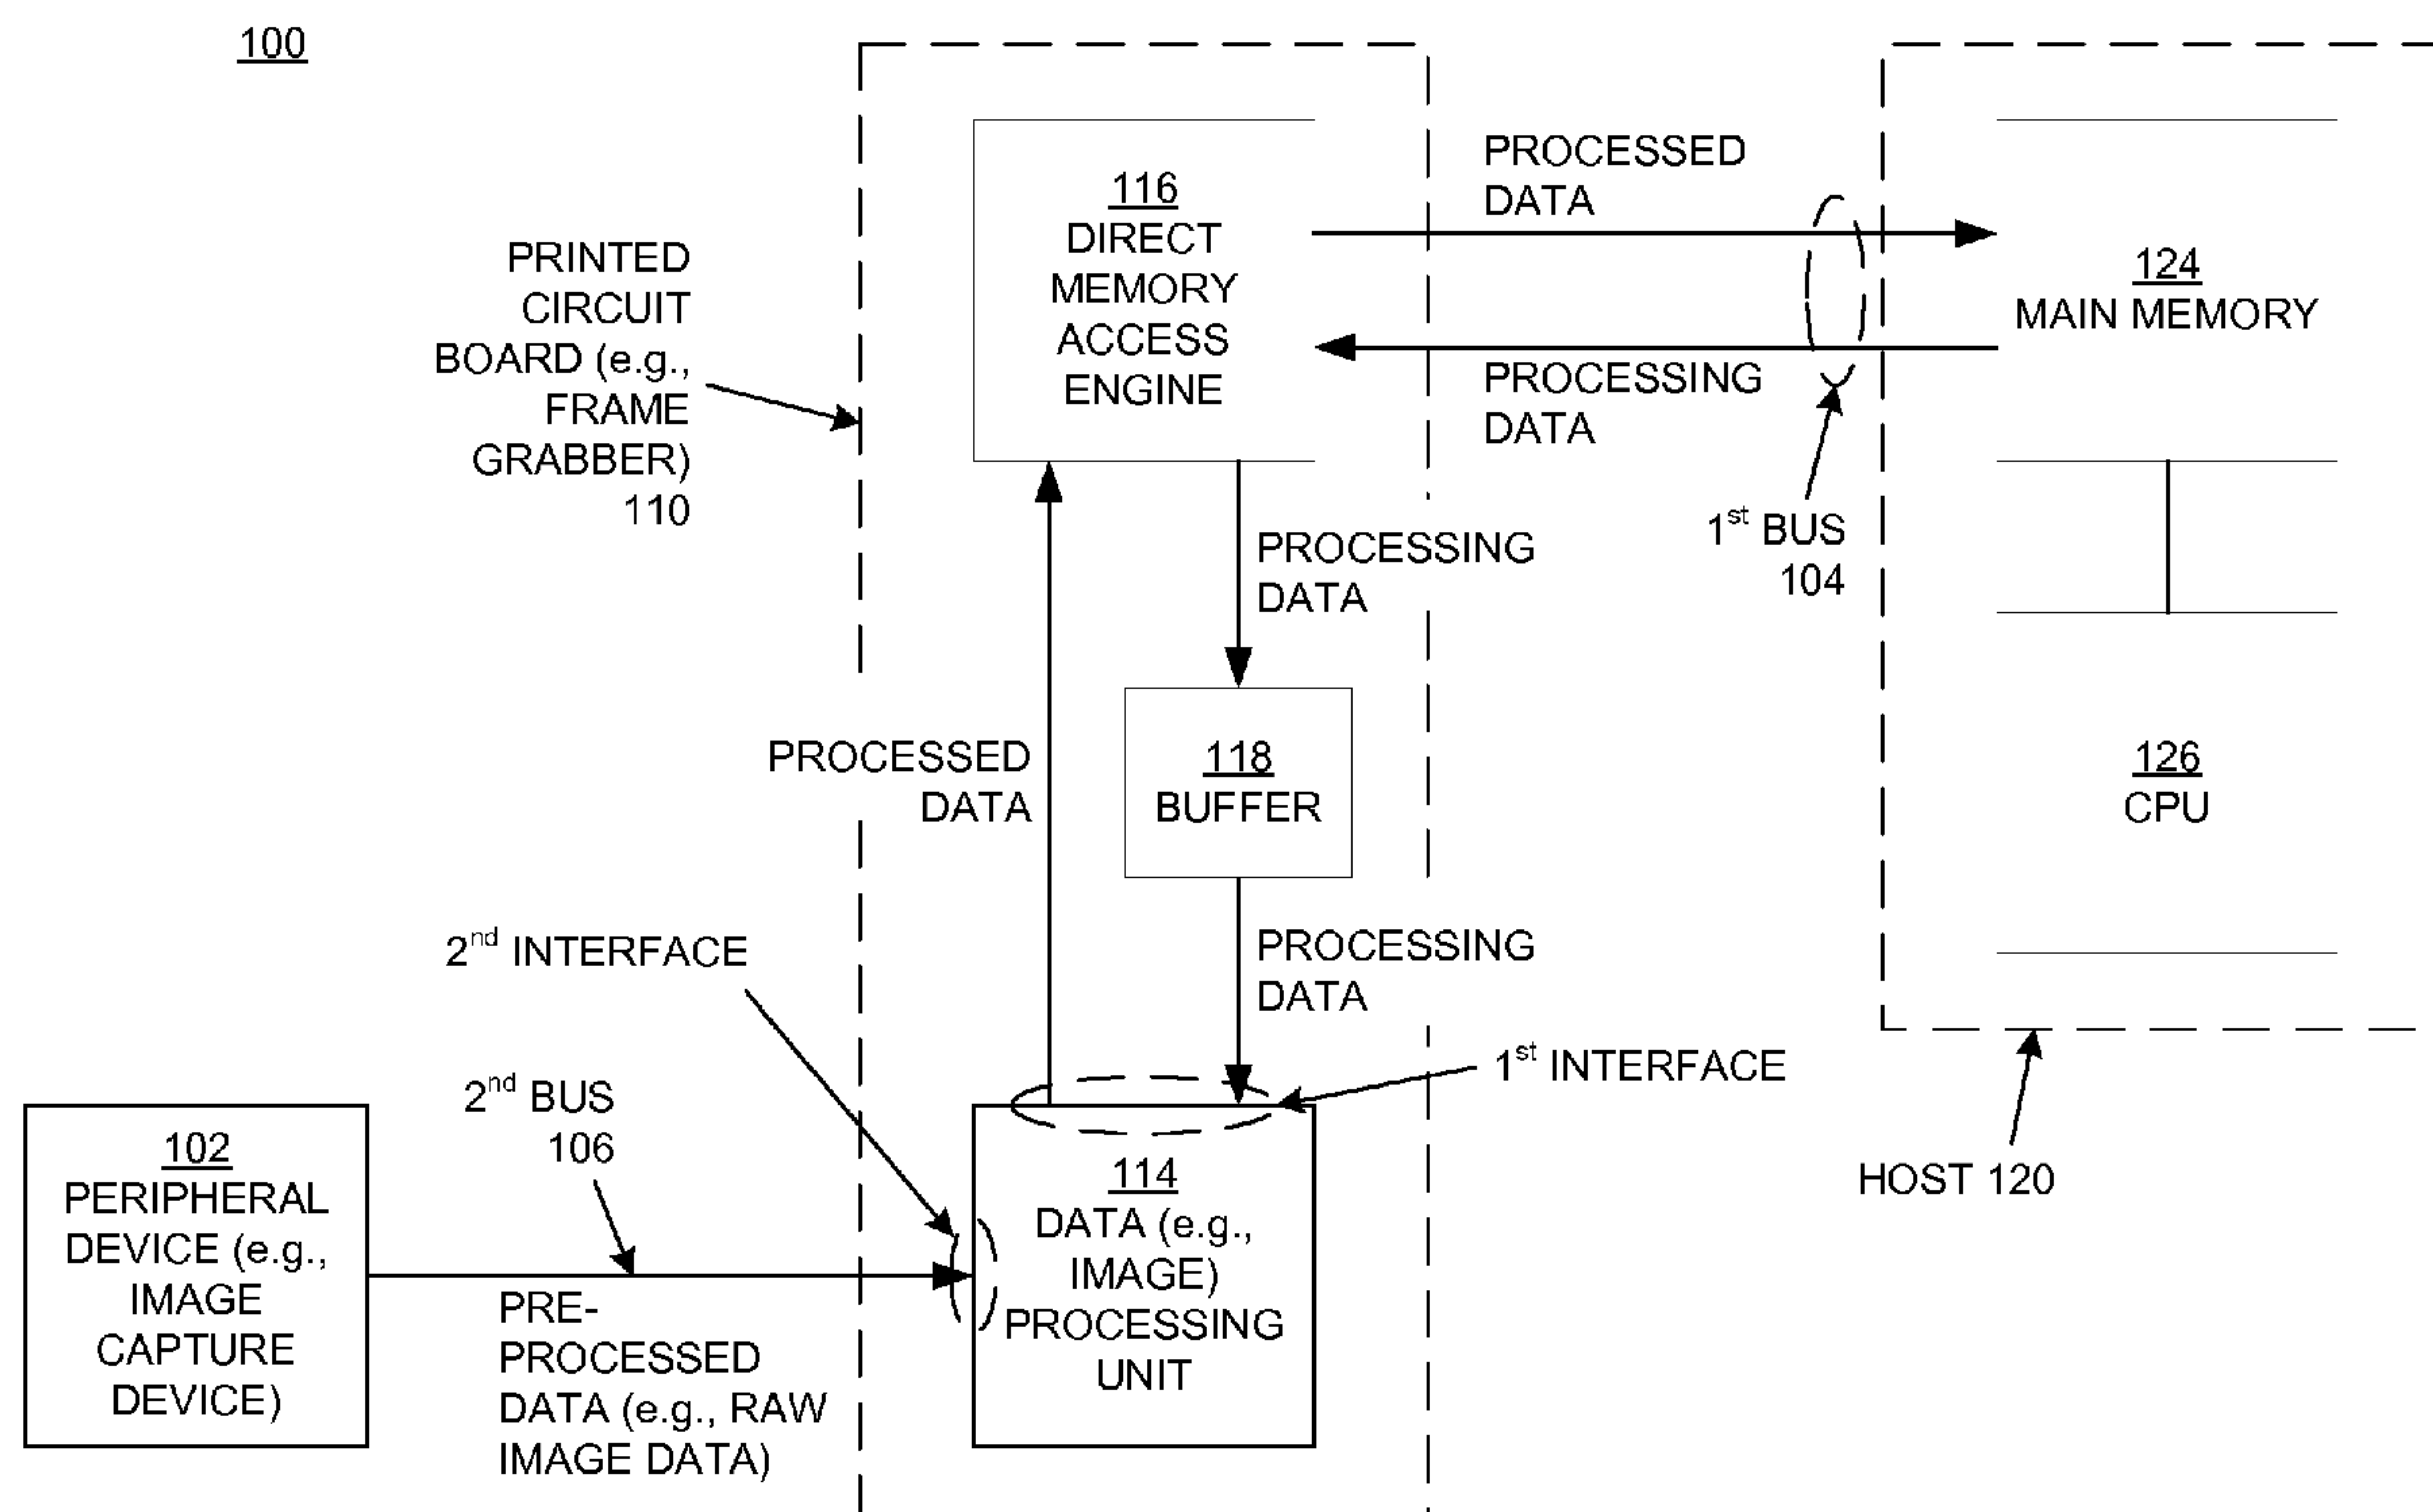 100
PRINTED
CIRCUIT
BOARD (e.g.,
FRAME
GRABBER)
110
116
DIRECT
MEMORY
ACCESS
ENGINE
PROCESSED
DATA
PROCESSING
DATA
1st BUS
104
124
MAIN MEMORY
PROCESSING
DATA
PROCESSED
DATA
118
BUFFER
126
CPU
PROCESSING
DATA
2nd INTERFACE
1st INTERFACE
2nd BUS
106
HOST 120
102
PERIPHERAL
DEVICE (e.g.,
IMAGE
CAPTURE
DEVICE)
PRE-
PROCESSED
DATA (e.g., RAW
IMAGE DATA)
114
DATA (e.g.,
IMAGE)
PROCESSING
UNIT